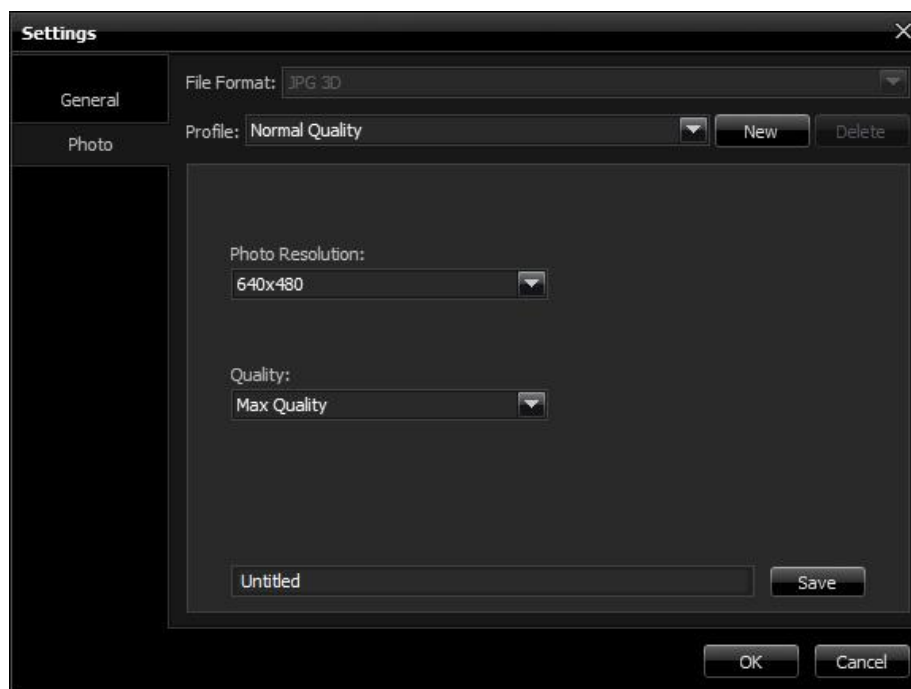 Settings
General
Photo
File Format: JPG 3D
Profile: Normal Quality New Delete
Photo Resolution:
640x480
Quality:
Max Quality
Untitled Save
OK Cancel